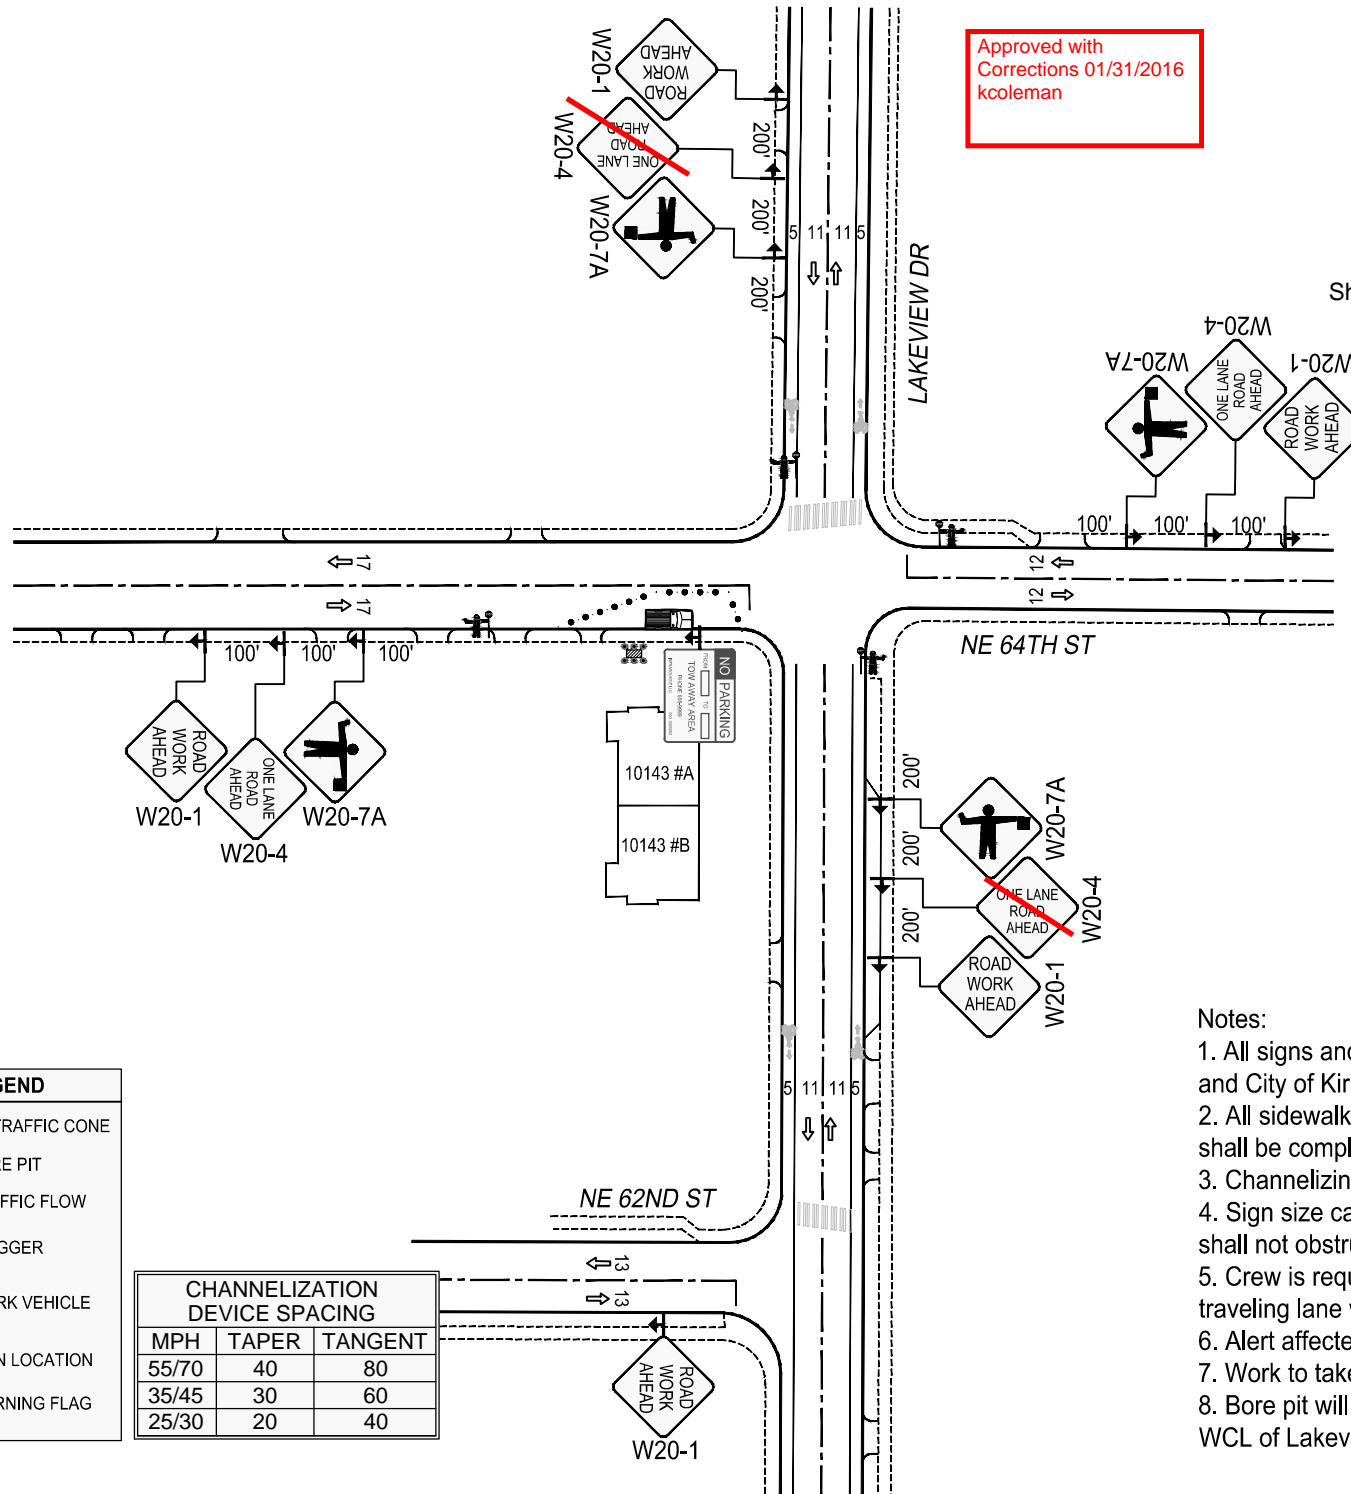 Approved with
Corrections 01/31/2016
kcoleman
W20-1
ROAD
WORK
AHEAD
W20-4
ONE LANE
ROAD
AHEAD
W20-7A
200'
200'
200'
5 11 11 5
LAKEVIEW DR
Sh
W20-7A
W20-4
ONE LANE
ROAD
AHEAD
W20-1
ROAD
WORK
AHEAD
100' 100' 100'
17
17
12
12
NE 64TH ST
100' 100' 100'
ROAD
WORK
AHEAD
W20-1
ONE LANE
ROAD
AHEAD
W20-4
W20-7A
NO PARKING
FROM TO
TOW AWAY AREA
10143 #A
10143 #B
200'
200'
200'
W20-7A
ONE LANE
ROAD
AHEAD
W20-4
ROAD
WORK
AHEAD
W20-1
5 11 11 5
NE 62ND ST
13
13
ROAD
WORK
AHEAD
W20-1
GEND
TRAFFIC CONE
RE PIT
FFIC FLOW
GGER
RK VEHICLE
N LOCATION
RNING FLAG
CHANNELIZATION
DEVICE SPACING
MPH TAPER TANGENT
55/70 40 80
35/45 30 60
25/30 20 40
Notes:
1. All signs and
and City of Kir
2. All sidewalk
shall be compl
3. Channelizin
4. Sign size ca
shall not obstru
5. Crew is requ
traveling lane w
6. Alert affecte
7. Work to take
8. Bore pit will
WCL of Lakev